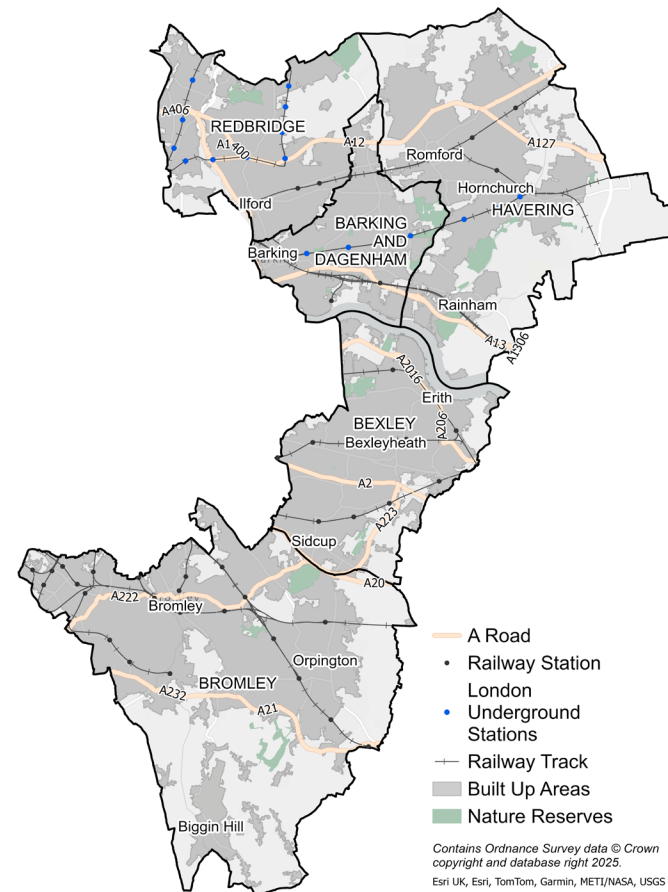 A406
REDBRIDGE
A1400
A12
Romford
A127
Ilford
Hornchurch
HAVERING
BARKING
AND
DAGENHAM
Barking
Rainham
A13
A1306
A2016
Erith
A206
BEXLEY
Bexleyheath
A2
A223
Sidcup
A20
A222
Bromley
Orpington
BROMLEY
A232
A21
Biggin Hill
A Road
Railway Station
London
Underground
Stations
Railway Track
Built Up Areas
Nature Reserves
Contains Ordnance Survey data © Crown
copyright and database right 2025.
Esri UK, Esri, TomTom, Garmin, METI/NASA, USGS